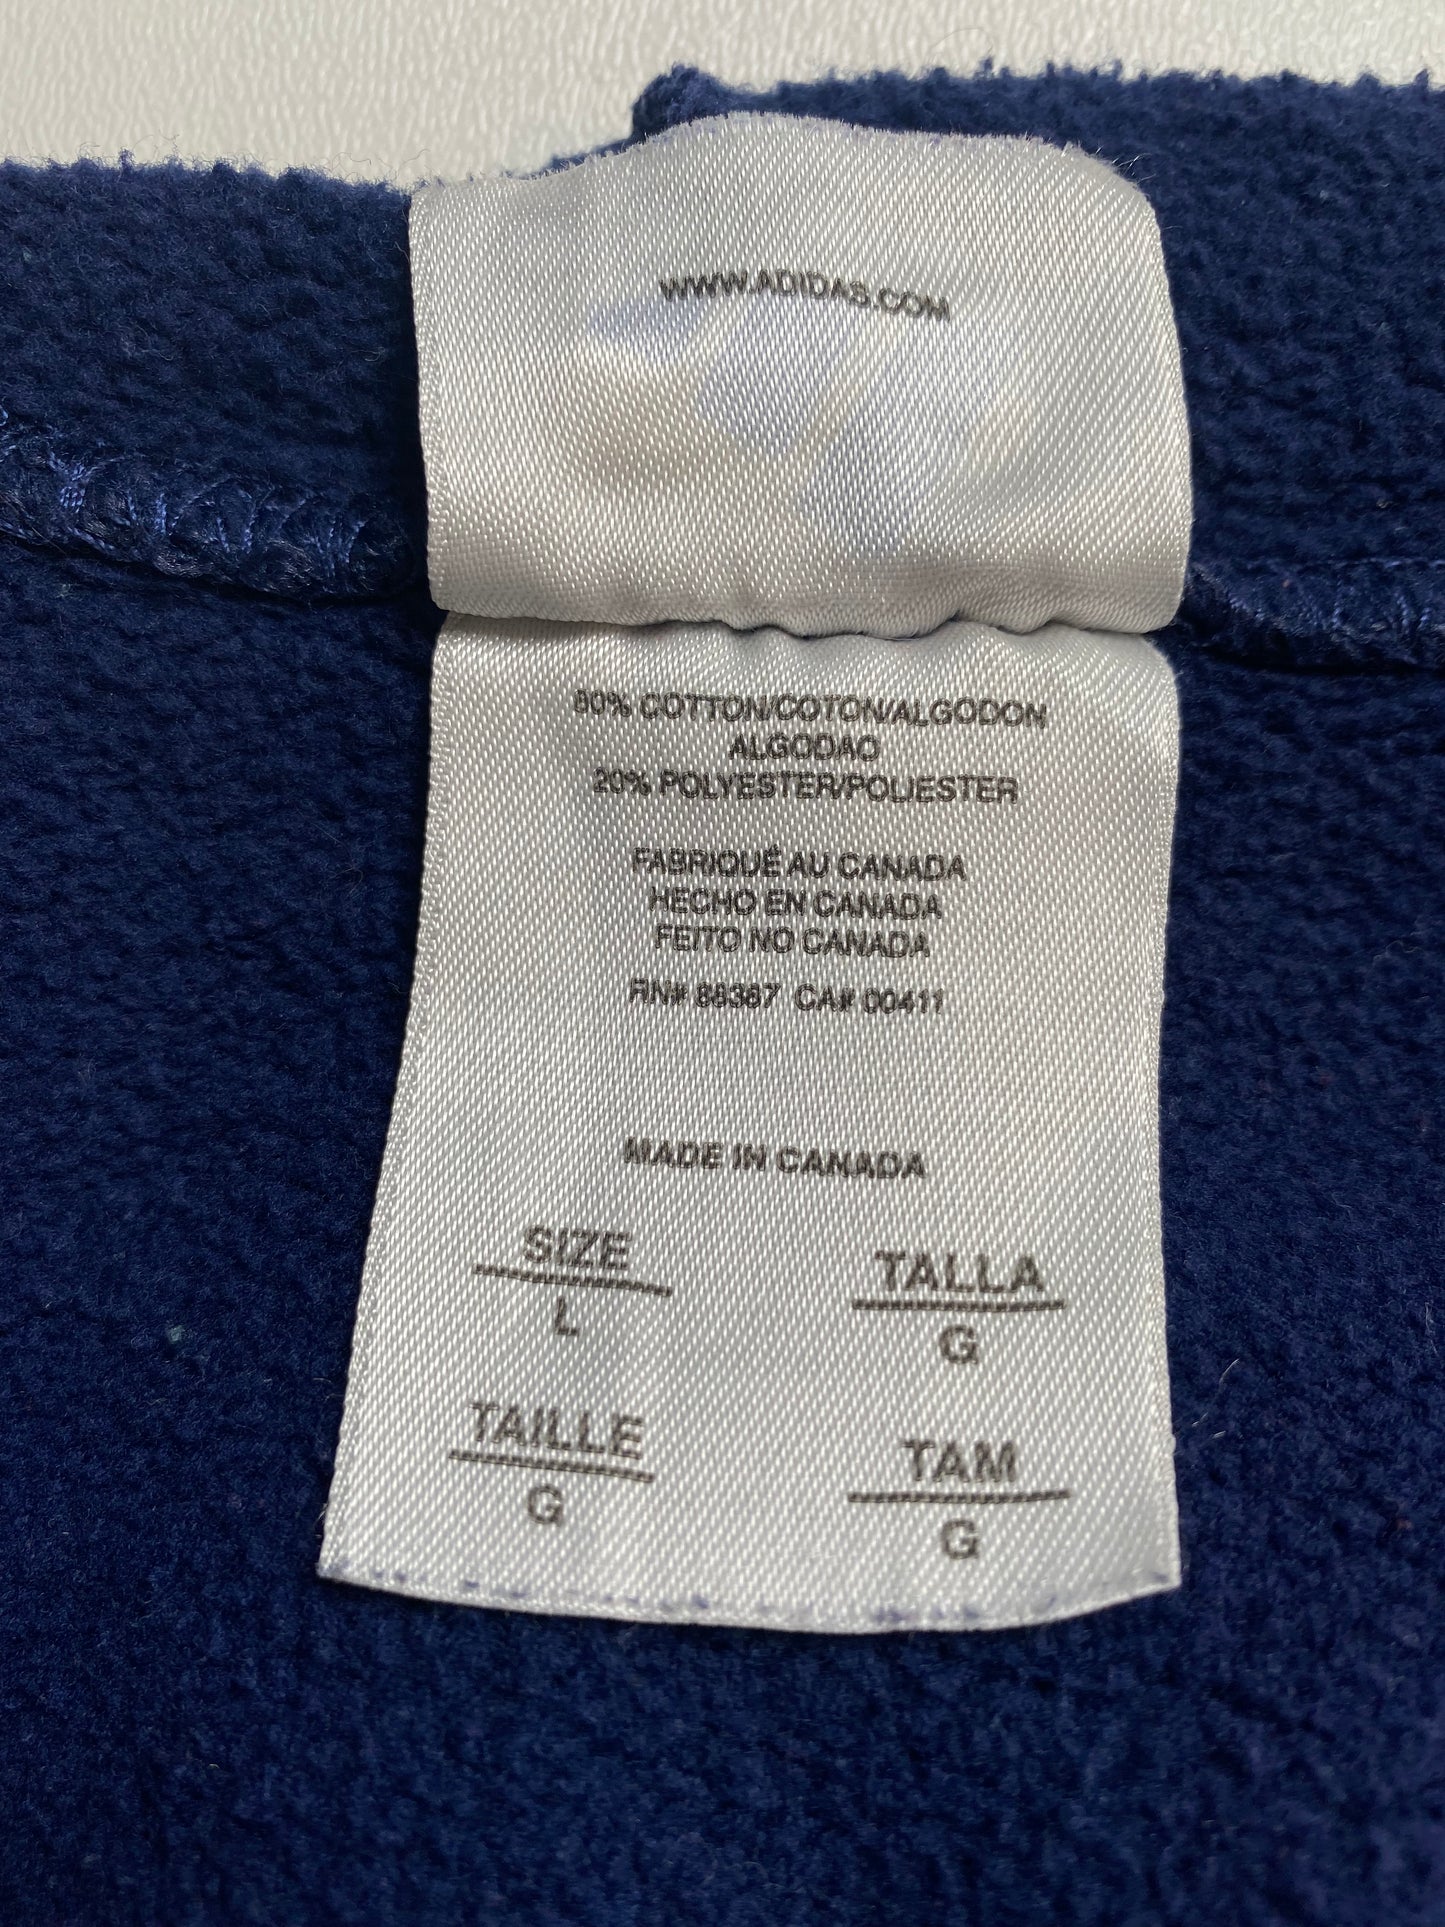 WWW.ADIDAS.COM
80% COTTON/COTON/ALGODON
ALGODAO
20% POLYESTER/POLIESTER
FABRIQUÉ AU CANADA
HECHO EN CANADA
FEITO NO CANADA
RN# 88387 CA# 00411
MADE IN CANADA
SIZE TALLA
L G
TAILLE TAM
G G